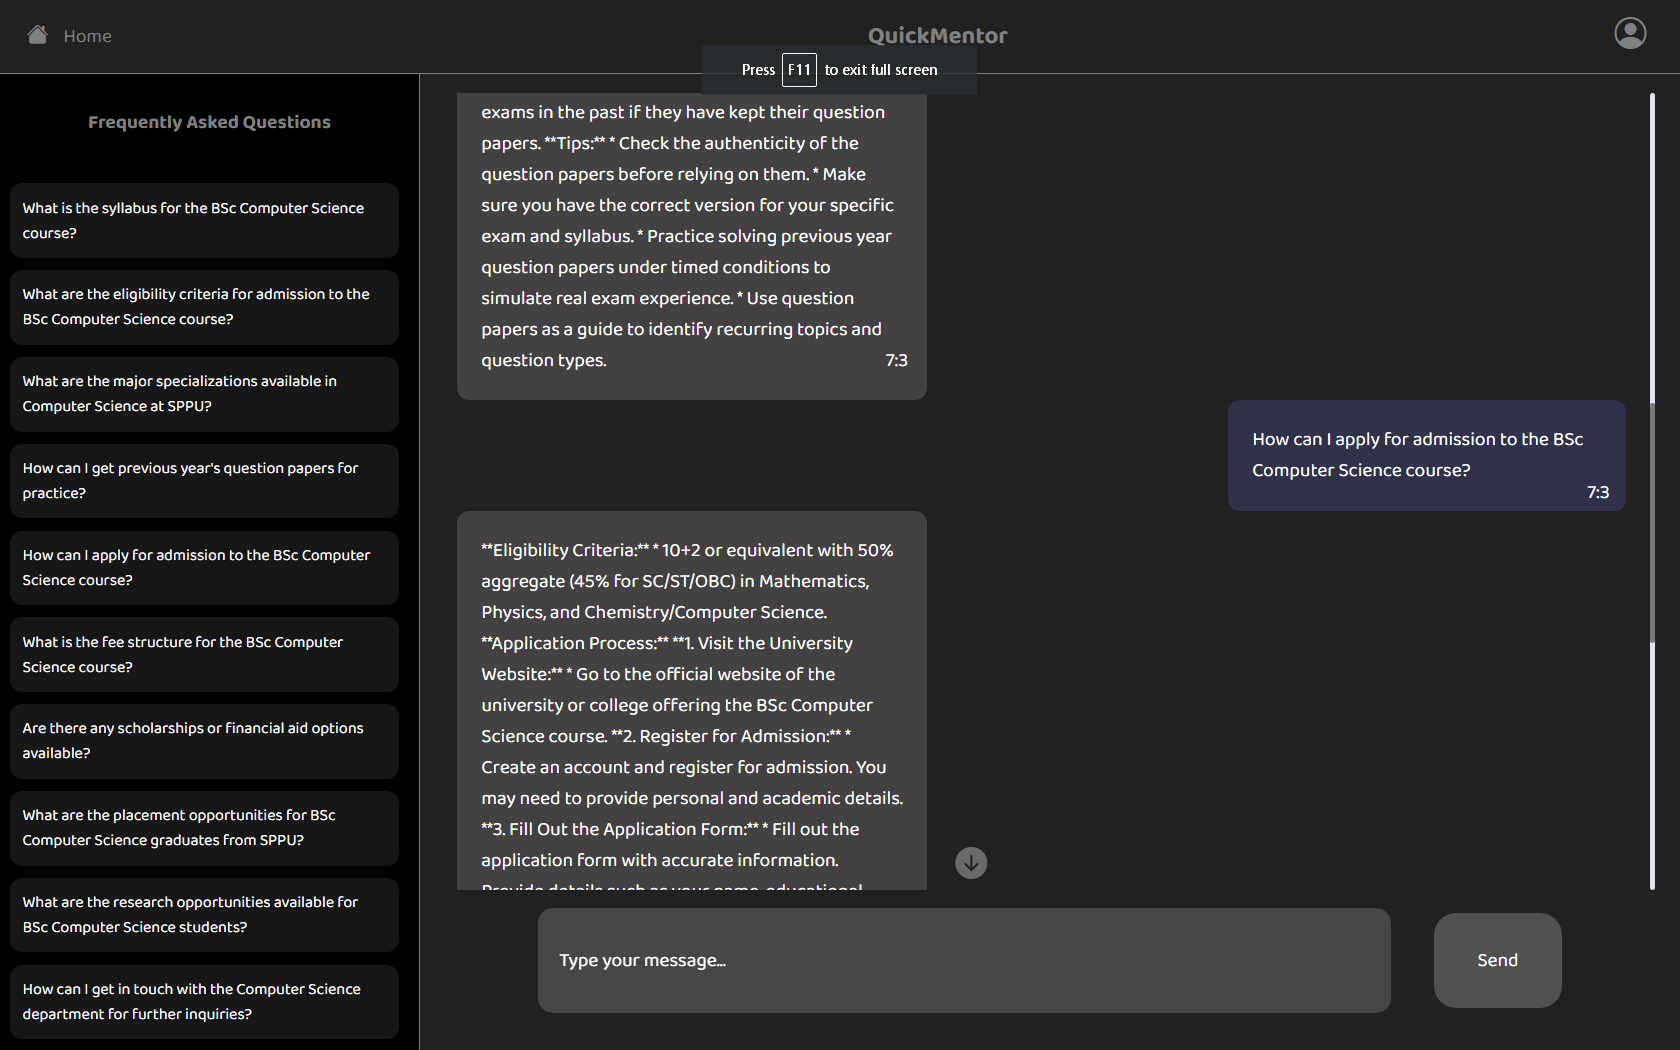 Home
QuickMentor
Press F11 to exit full screen
Frequently Asked Questions
What is the syllabus for the BSc Computer Science
course?
What are the eligibility criteria for admission to the
BSc Computer Science course?
What are the major specializations available in
Computer Science at SPPU?
How can I get previous year's question papers for
practice?
How can I apply for admission to the BSc Computer
Science course?
What is the fee structure for the BSc Computer
Science course?
Are there any scholarships or financial aid options
available?
What are the placement opportunities for BSc
Computer Science graduates from SPPU?
What are the research opportunities available for
BSc Computer Science students?
How can I get in touch with the Computer Science
department for further inquiries?
exams in the past if they have kept their question
papers. **Tips:** * Check the authenticity of the
question papers before relying on them. * Make
sure you have the correct version for your specific
exam and syllabus. * Practice solving previous year
question papers under timed conditions to
simulate real exam experience. * Use question
papers as a guide to identify recurring topics and
question types.
7:3
How can I apply for admission to the BSc
Computer Science course?
7:3
**Eligibility Criteria:** * 10+2 or equivalent with 50%
aggregate (45% for SC/ST/OBC) in Mathematics,
Physics, and Chemistry/Computer Science.
**Application Process:** **1. Visit the University
Website:** * Go to the official website of the
university or college offering the BSc Computer
Science course. **2. Register for Admission:** *
Create an account and register for admission. You
may need to provide personal and academic details.
**3. Fill Out the Application Form:** * Fill out the
application form with accurate information.
Provide details such as your name, educational
Type your message...
Send